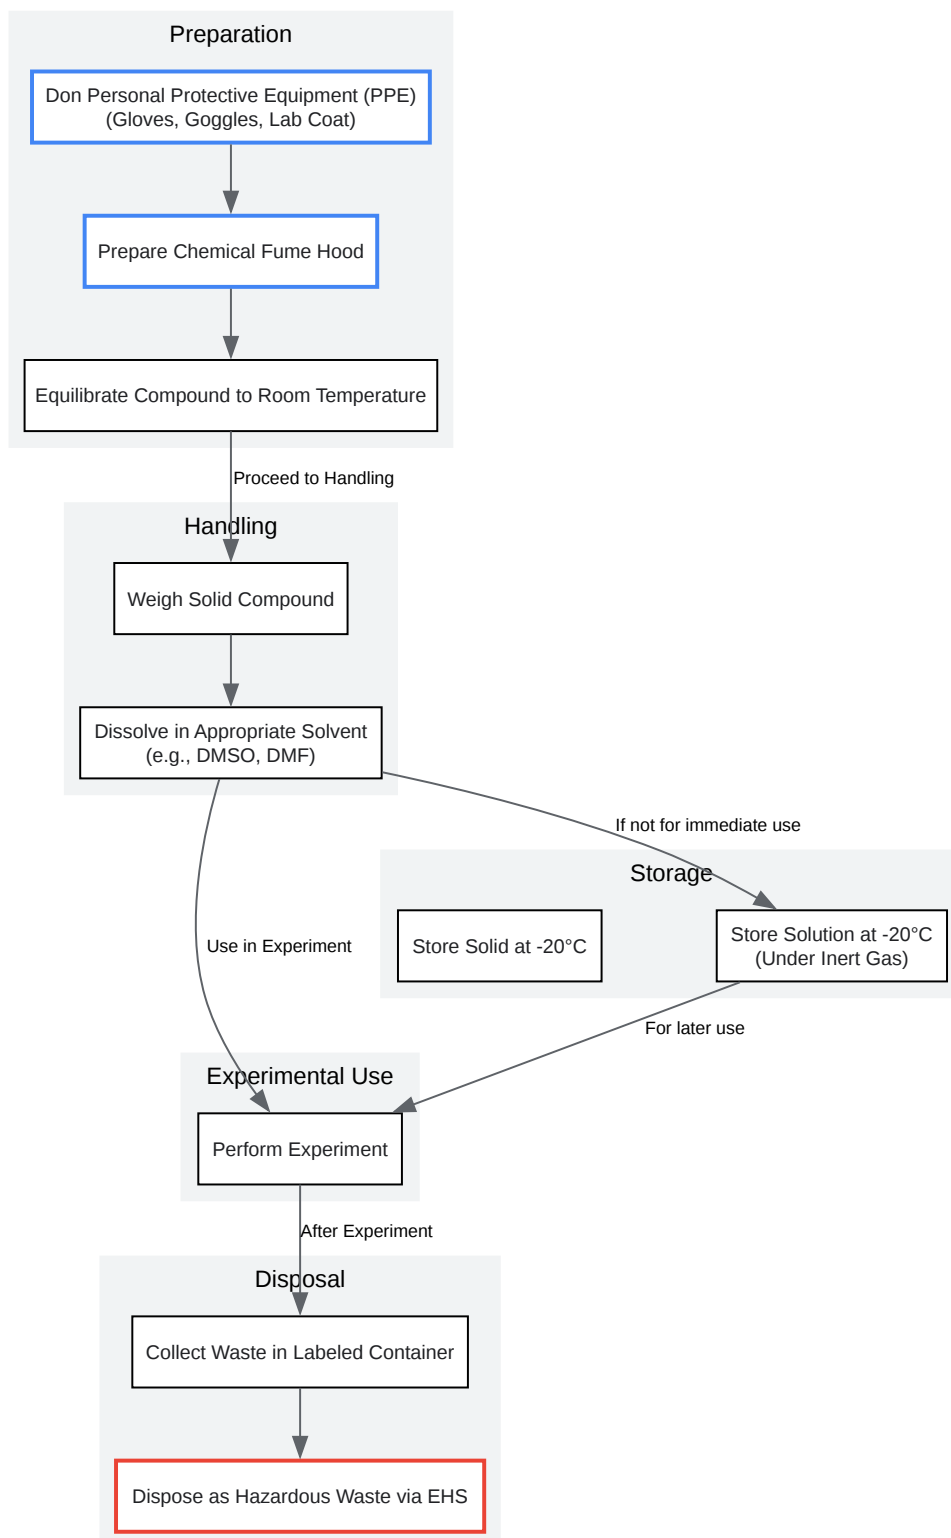 Preparation
Don Personal Protective Equipment (PPE)
(Gloves, Goggles, Lab Coat)
Prepare Chemical Fume Hood
Equilibrate Compound to Room Temperature
Proceed to Handling
Handling
Weigh Solid Compound
Dissolve in Appropriate Solvent
(e.g., DMSO, DMF)
If not for immediate use
Storage
Store Solid at -20°C
Store Solution at -20°C
(Under Inert Gas)
Use in Experiment
For later use
Experimental Use
Perform Experiment
After Experiment
Disposal
Collect Waste in Labeled Container
Dispose as Hazardous Waste via EHS